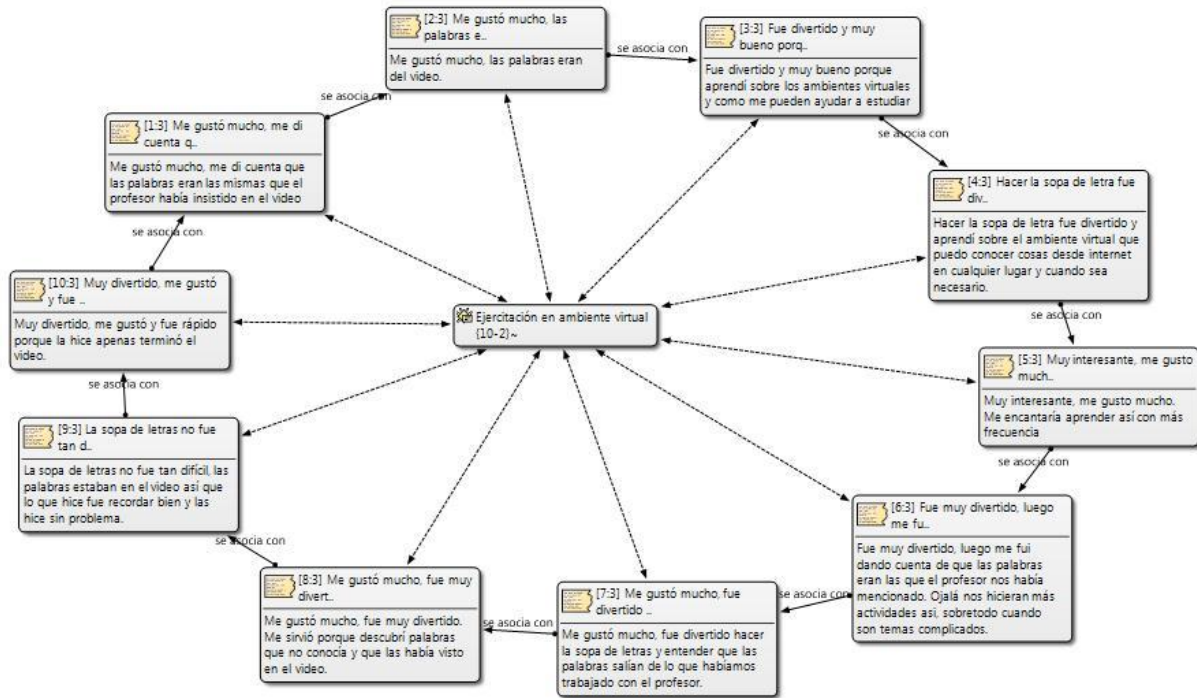 [2:3] Me gustó mucho, las
palabras e..
Me gustó mucho, las palabras eran
del video.
se asocia con
[3:3] Fue divertido y muy
bueno porq..
Fue divertido y muy bueno porque
aprendí sobre los ambientes virtuales
y como me pueden ayudar a estudiar
se asocia con
[1:3] Me gustó mucho, me di
cuenta q..
Me gustó mucho, me di cuenta que
las palabras eran las mismas que el
profesor había insistido en el video
se asocia con
[4:3] Hacer la sopa de letra fue
div..
Hacer la sopa de letra fue divertido y
aprendí sobre el ambiente virtual que
puedo conocer cosas desde internet
en cualquier lugar y cuando sea
necesario.
se asocia con
[10:3] Muy divertido, me gustó
y fue ..
Muy divertido, me gustó y fue rápido
porque la hice apenas terminó el
video.
Ejercitación en ambiente virtual
{10-2}~
se asocia con
[5:3] Muy interesante, me gusto
much..
Muy interesante, me gusto mucho.
Me encantaría aprender así con más
frecuencia
se asocia con
[9:3] La sopa de letras no fue
tan d..
La sopa de letras no fue tan difícil, las
palabras estaban en el video así que
lo que hice fue recordar bien y las
hice sin problema.
se asocia con
[6:3] Fue muy divertido, luego
me fu..
Fue muy divertido, luego me fui
dando cuenta de que las palabras
eran las que el profesor nos había
mencionado. Ojalá nos hicieran más
actividades asi, sobretodo cuando
son temas complicados.
se asocia con
[8:3] Me gustó mucho, fue muy
divert..
Me gustó mucho, fue muy divertido.
Me sirvió porque descubrí palabras
que no conocía y que las había visto
en el video.
se asocia con
[7:3] Me gustó mucho, fue
divertido ..
Me gustó mucho, fue divertido hacer
la sopa de letras y entender que las
palabras salían de lo que habíamos
trabajado con el profesor.
se asocia con